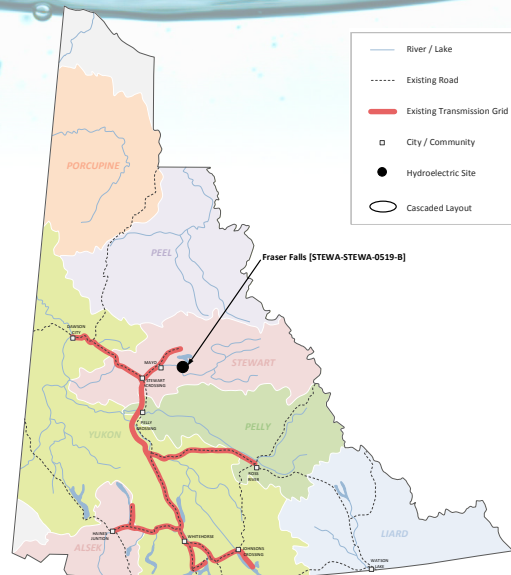 River / Lake
Existing Road
Existing Transmission Grid
City / Community
Hydroelectric Site
Cascaded Layout
PORCUPINE
PEEL
Fraser Falls [STEWA-STEWA-0519-B]
DAWSON
CITY
MAYO
STEWART
STEWART
CROSSING
PELLY
CROSSING
PELLY
YUKON
ROSS
RIVER
LIARD
HAINES
JUNCTION
WHITEHORSE
JOHNSONS
CROSSING
ALSEK
WATSON
LAKE